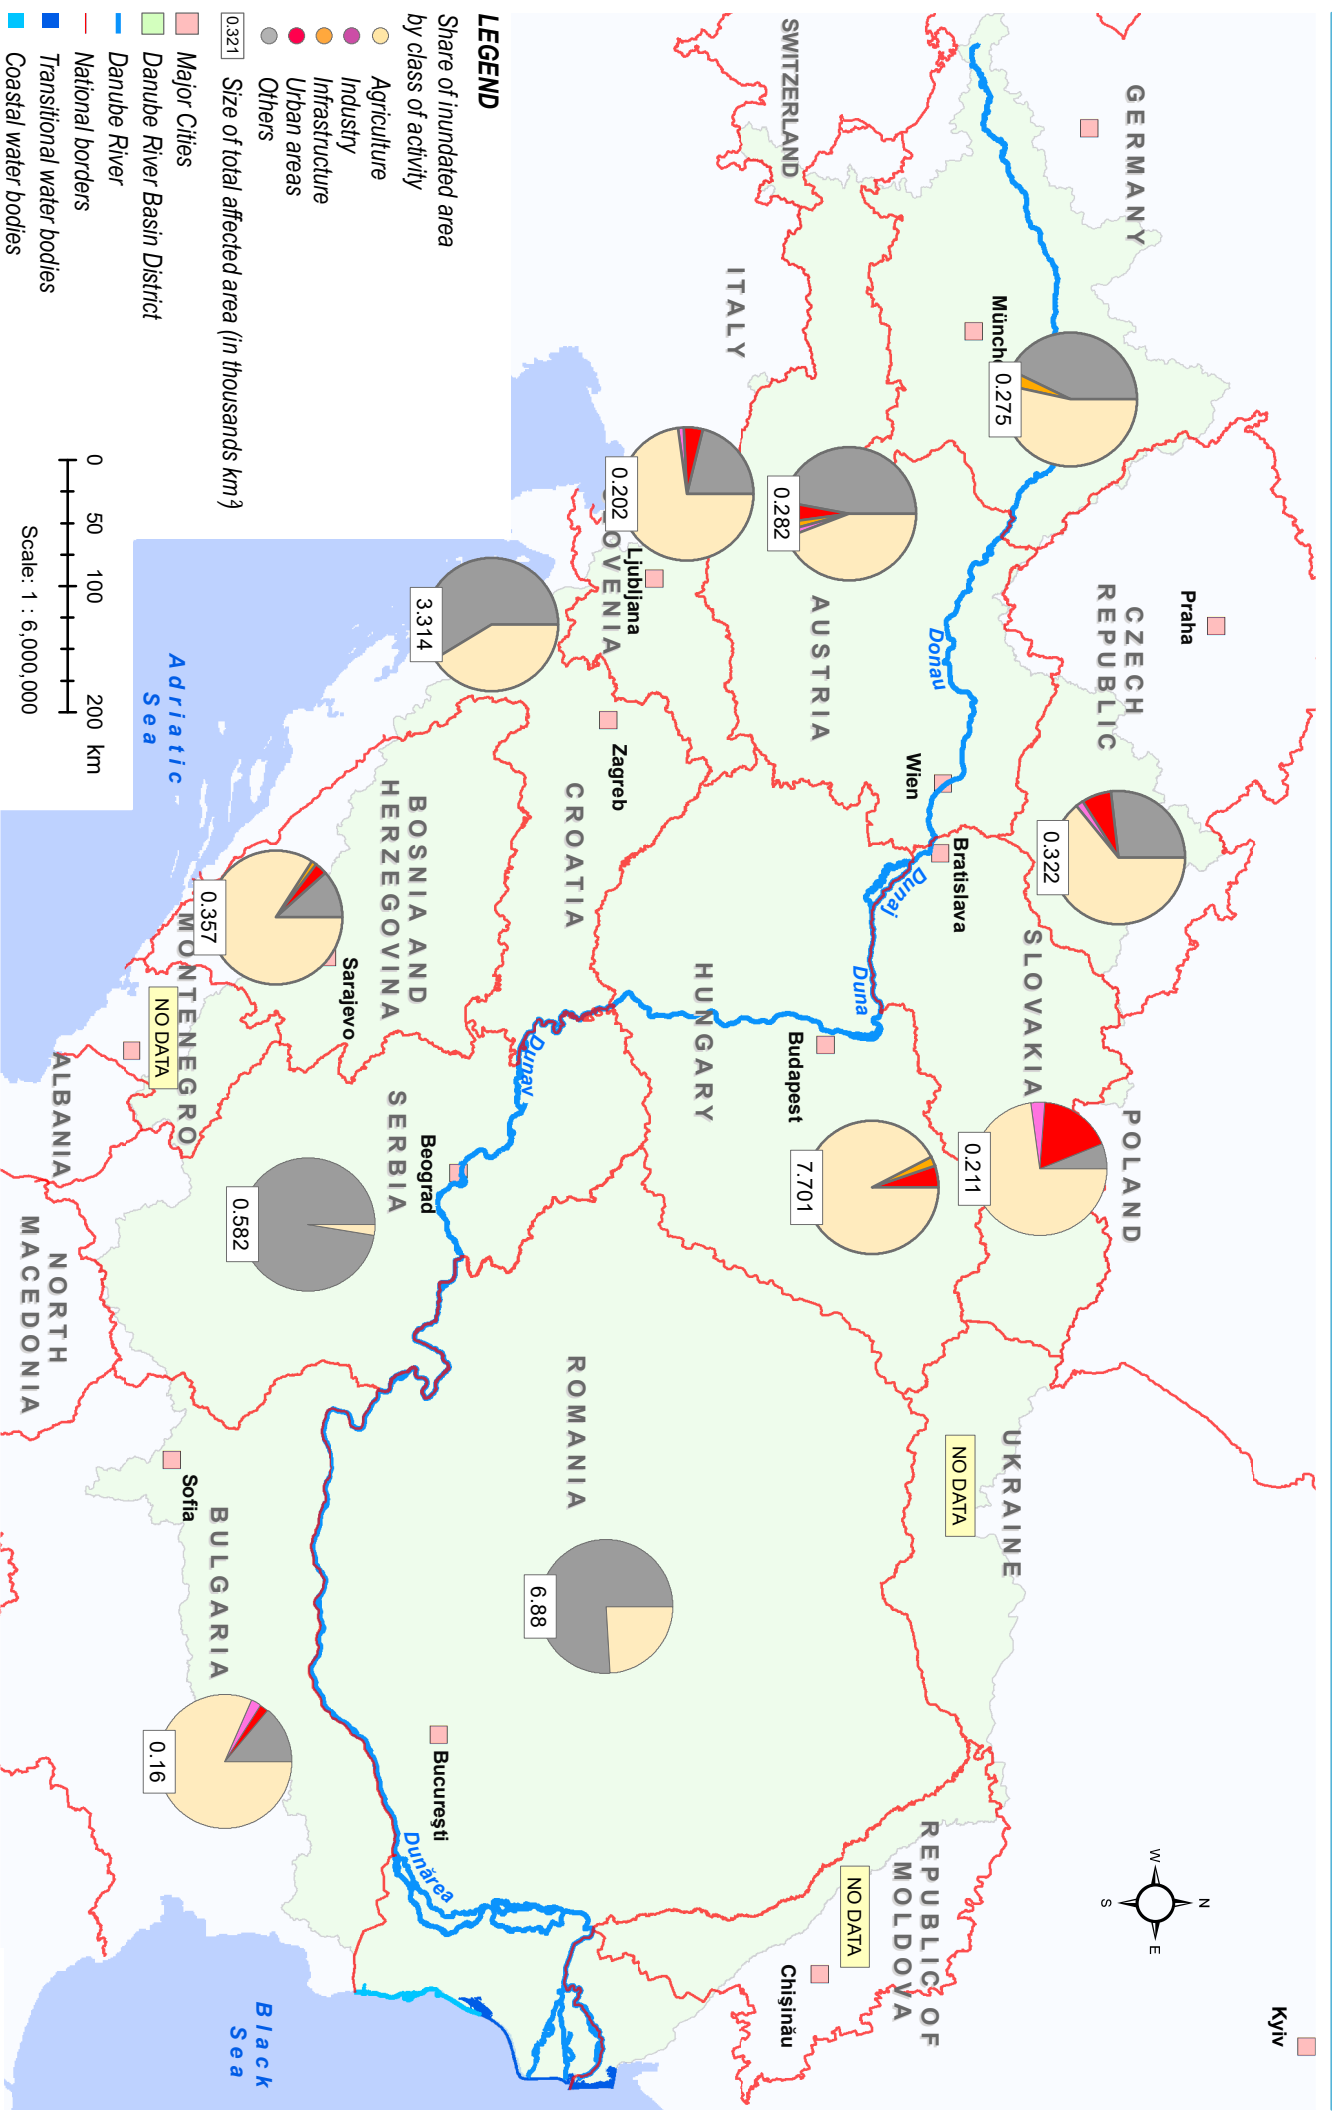 LEGEND
Share of inundated area
by class of activity
Agriculture
Industry
Infrastructure
Urban areas
Others
0.321 Size of total affected area (in thousands km²)
Major Cities
Danube River Basin District
Danube River
National borders
Transitional water bodies
Coastal water bodies
0 50 100 200 km
Scale: 1 : 6,000,000
Kyiv
N
W
E
S
GERMANY
Praha
CZECH
REPUBLIC
POLAND
UKRAINE
NO DATA
REPUBLIC OF
MOLDOVA
NO DATA
Chişinău
SWITZERLAND
Münch
0.275
0.322
SLOVAKIA
0.211
Donau
Wien
Bratislava
Dunaj
Duna
AUSTRIA
0.282
Budapest
7.701
ITALY
0.202
HUNGARY
Ljubljana
OVENIA
Zagreb
CROATIA
ROMANIA
6.88
3.314
Dunav
BOSNIA AND
HERZEGOVINA
Sarajevo
0.357
SERBIA
Beograd
0.582
Bucureşti
Dunărea
Adriatic
Sea
MONTENEGRO
NO DATA
ALBANIA
NORTH
MACEDONIA
Sofia
BULGARIA
0.16
Black
Sea